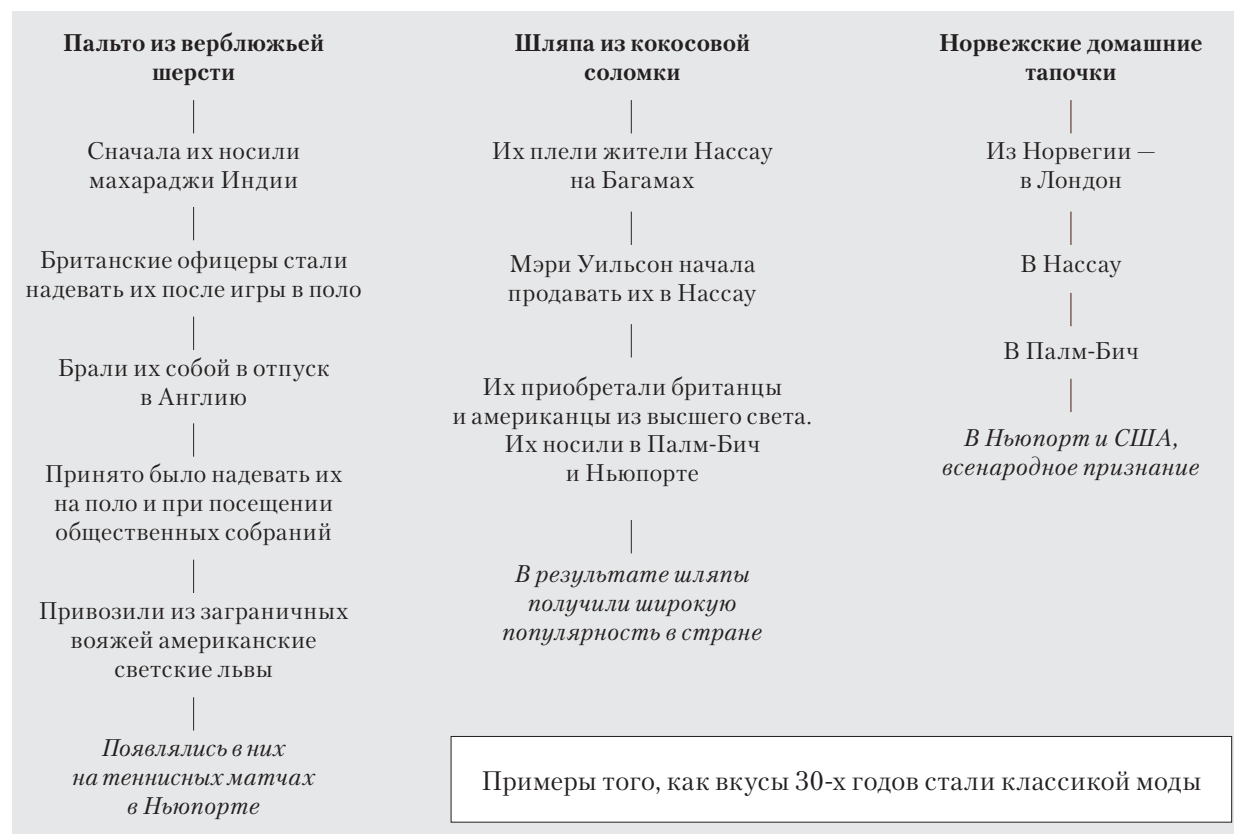 Пальто из верблюжьей
шерсти
Сначала их носили
махараджи Индии
Британские офицеры стали
надевать их после игры в поло
Брали их собой в отпуск
в Англию
Принято было надевать их
на поло и при посещении
общественных собраний
Привозили из заграничных
вояжей американские
светские львы
Появлялись в них
на теннисных матчах
в Ньюпорте
Шляпа из кокосовой
соломки
Их плели жители Нассау
на Багамах
Мэри Уильсон начала
продавать их в Нассау
Их приобретали британцы
и американцы из высшего света.
Их носили в Палм-Бич
и Ньюпорте
В результате шляпы
получили широкую
популярность в стране
Норвежские домашние
тапочки
Из Норвегии —
в Лондон
В Нассау
В Палм-Бич
В Ньюпорт и США,
всенародное признание
Примеры того, как вкусы 30-х годов стали классикой моды